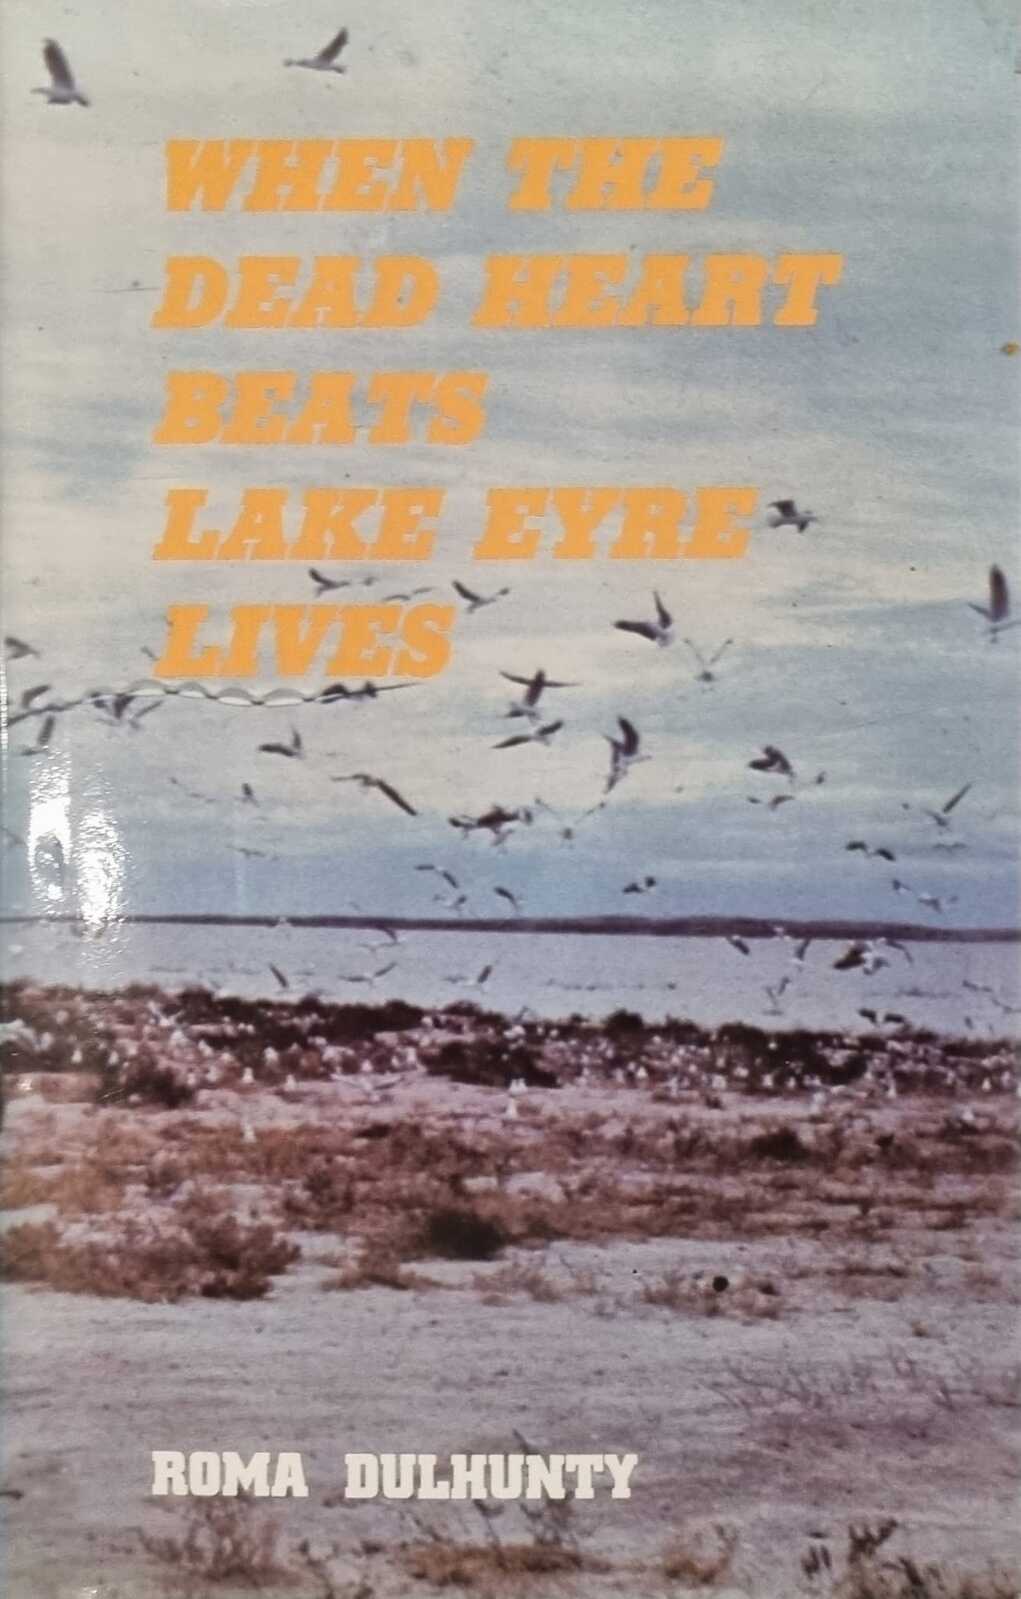 WHEN THE
DEAD HEART
BEATS
LAKE EYRE
LIVES
ROMA DULHUNTY